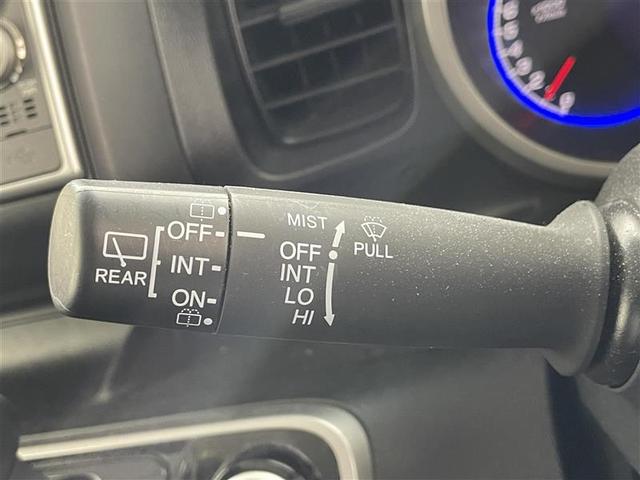 REAR
OFF
INT
ON
MIST
OFF
INT
LO
HI
PULL